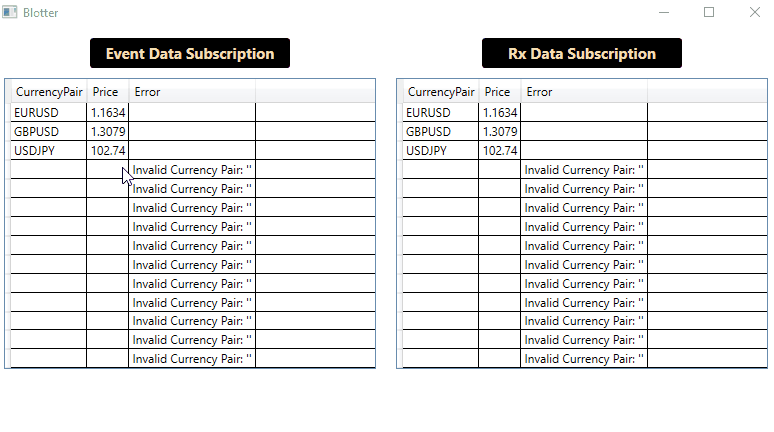 Blotter
Event Data Subscription
CurrencyPair Price Error
EURUSD 1.1634
GBPUSD 1.3079
USDJPY 102.74
Invalid Currency Pair: ''
Invalid Currency Pair: ''
Invalid Currency Pair: ''
Invalid Currency Pair: ''
Invalid Currency Pair: ''
Invalid Currency Pair: ''
Invalid Currency Pair: ''
Invalid Currency Pair: ''
Invalid Currency Pair: ''
Invalid Currency Pair: ''
Invalid Currency Pair: ''
Rx Data Subscription
CurrencyPair Price Error
EURUSD 1.1634
GBPUSD 1.3079
USDJPY 102.74
Invalid Currency Pair: ''
Invalid Currency Pair: ''
Invalid Currency Pair: ''
Invalid Currency Pair: ''
Invalid Currency Pair: ''
Invalid Currency Pair: ''
Invalid Currency Pair: ''
Invalid Currency Pair: ''
Invalid Currency Pair: ''
Invalid Currency Pair: ''
Invalid Currency Pair: ''